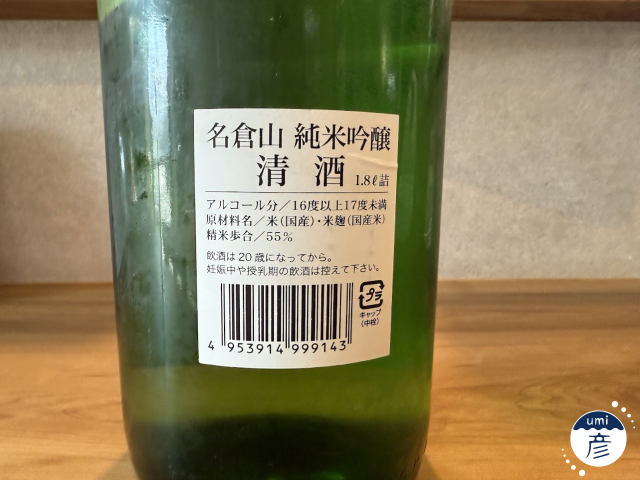 名倉山 純米吟醸
清 酒 1.8ℓ詰
アルコール分／16度以上17度未満
原材料名／米(国産)・米麹(国産米)
精米歩合／55%
飲酒は20歳になってから。
妊娠中や授乳期の飲酒は控えて下さい。
プラ
キャップ
(中栓)
4 953914 999143
umi
彦